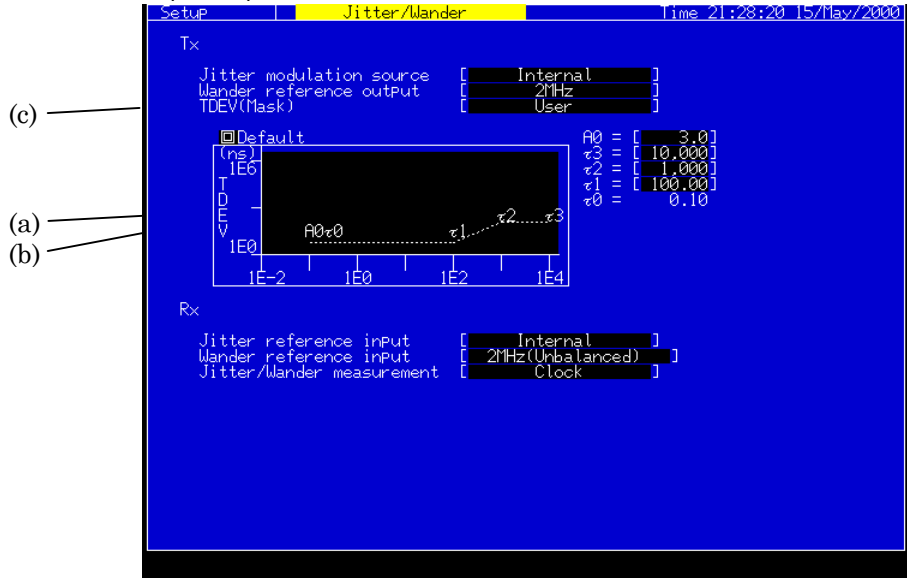 Setup Jitter/Wander Time 21:28:20 15/May/2000
Tx
Jitter modulation source [ Internal ]
Wander reference output [ 2MHz ]
(c) TDEV(Mask) [ User ]
Default A0 = [ 3.0]
(ns) τ3 = [ 10,000]
1E6 τ2 = [ 1,000]
τ1 = [ 100.00]
τ0 = 0.10
TDEV
(a)
(b)
A0τ0 τ1 τ2 τ3
1E0
1E-2 1E0 1E2 1E4
Rx
Jitter reference input [ Internal ]
Wander reference input [ 2MHz(Unbalanced) ]
Jitter/Wander measurement [ Clock ]